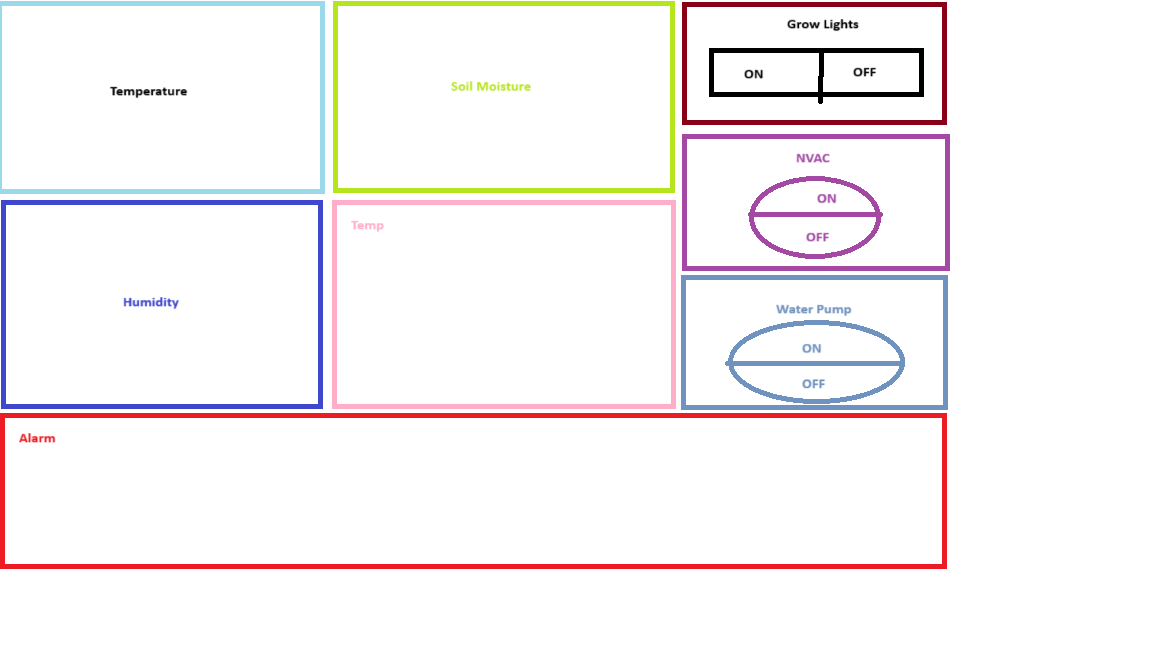 Temperature
Soil Moisture
Grow Lights
ON
OFF
NVAC
ON
OFF
Humidity
Temp
Water Pump
ON
OFF
Alarm